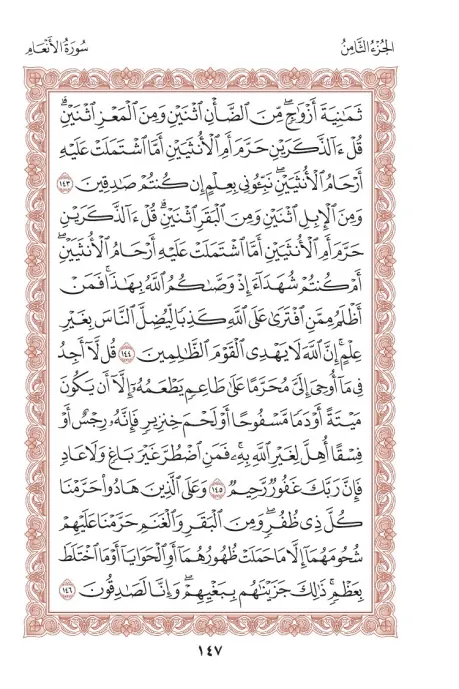 الجُزْءُ الثَّامِنُ
سُورَةُ الأَنْعَامِ
ثَمَٰنِيَةَ أَزْوَٰجٖۖ مِّنَ ٱلضَّأْنِ ٱثْنَيْنِ وَمِنَ ٱلْمَعْزِ ٱثْنَيْنِۗ
قُلْ ءَآلذَّكَرَيْنِ حَرَّمَ أَمِ ٱلْأُنثَيَيْنِ أَمَّا ٱشْتَمَلَتْ عَلَيْهِ
أَرْحَامُ ٱلْأُنثَيَيْنِۖ نَبِّـُٔونِي بِعِلْمٍ إِن كُنتُمْ صَٰدِقِينَ ١٤٣
وَمِنَ ٱلْإِبِلِ ٱثْنَيْنِ وَمِنَ ٱلْبَقَرِ ٱثْنَيْنِۗ قُلْ ءَآلذَّكَرَيْنِ
حَرَّمَ أَمِ ٱلْأُنثَيَيْنِ أَمَّا ٱشْتَمَلَتْ عَلَيْهِ أَرْحَامُ ٱلْأُنثَيَيْنِۖ
أَمْ كُنتُمْ شُهَدَآءَ إِذْ وَصَّىٰكُمُ ٱللَّهُ بِهَٰذَاۚ فَمَنْ
أَظْلَمُ مِمَّنِ ٱفْتَرَىٰ عَلَى ٱللَّهِ كَذِبٗا لِّيُضِلَّ ٱلنَّاسَ بِغَيْرِ
عِلْمٍۚ إِنَّ ٱللَّهَ لَا يَهْدِي ٱلْقَوْمَ ٱلظَّٰلِمِينَ ١٤٤ قُل لَّآ أَجِدُ
فِي مَآ أُوحِيَ إِلَيَّ مُحَرَّمًا عَلَىٰ طَاعِمٖ يَطْعَمُهُۥٓ إِلَّآ أَن يَكُونَ
مَيْتَةً أَوْ دَمٗا مَّسْفُوحًا أَوْ لَحْمَ خِنزِيرٖ فَإِنَّهُۥ رِجْسٌ أَوْ
فِسْقًا أُهِلَّ لِغَيْرِ ٱللَّهِ بِهِۦۚ فَمَنِ ٱضْطُرَّ غَيْرَ بَاغٖ وَلَا عَادٖ
فَإِنَّ رَبَّكَ غَفُورٞ رَّحِيمٞ ١٤٥ وَعَلَى ٱلَّذِينَ هَادُوا۟ حَرَّمْنَا
كُلَّ ذِي ظُفُرٖۖ وَمِنَ ٱلْبَقَرِ وَٱلْغَنَمِ حَرَّمْنَا عَلَيْهِمْ
شُحُومَهُمَآ إِلَّا مَا حَمَلَتْ ظُهُورُهُمَآ أَوِ ٱلْحَوَايَآ أَوْ مَا ٱخْتَلَطَ
بِعَظْمٖۚ ذَٰلِكَ جَزَيْنَٰهُم بِبَغْيِهِمْۖ وَإِنَّا لَصَٰدِقُونَ ١٤٦
١٤٧